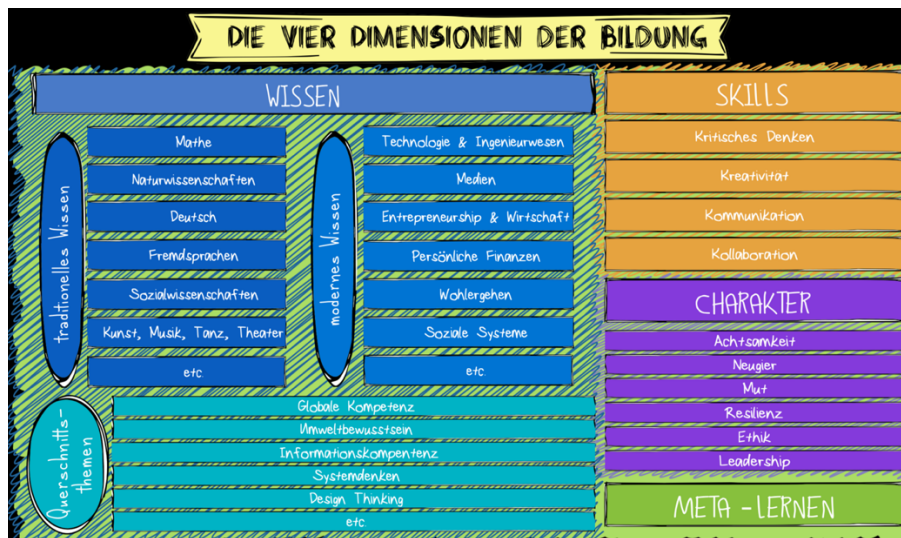 DIE VIER DIMENSIONEN DER BILDUNG
WISSEN
traditionelles Wissen
Mathe
Naturwissenschaften
Deutsch
Fremdsprachen
Sozialwissenschaften
Kunst, Musik, Tanz, Theater
etc.
modernes Wissen
Technologie & Ingenieurwesen
Medien
Entrepreneurship & Wirtschaft
Persönliche Finanzen
Wohlergehen
Soziale Systeme
etc.
Querschnitts-
themen
Globale Kompetenz
Umweltbewusstsein
Informationskompentenz
Systemdenken
Design Thinking
etc.
SKILLS
Kritisches Denken
Kreativitat
Kommunikation
Kollaboration
CHARAKTER
Achtsamkeit
Neugier
Mut
Resilienz
Ethik
Leadership
META - LERNEN